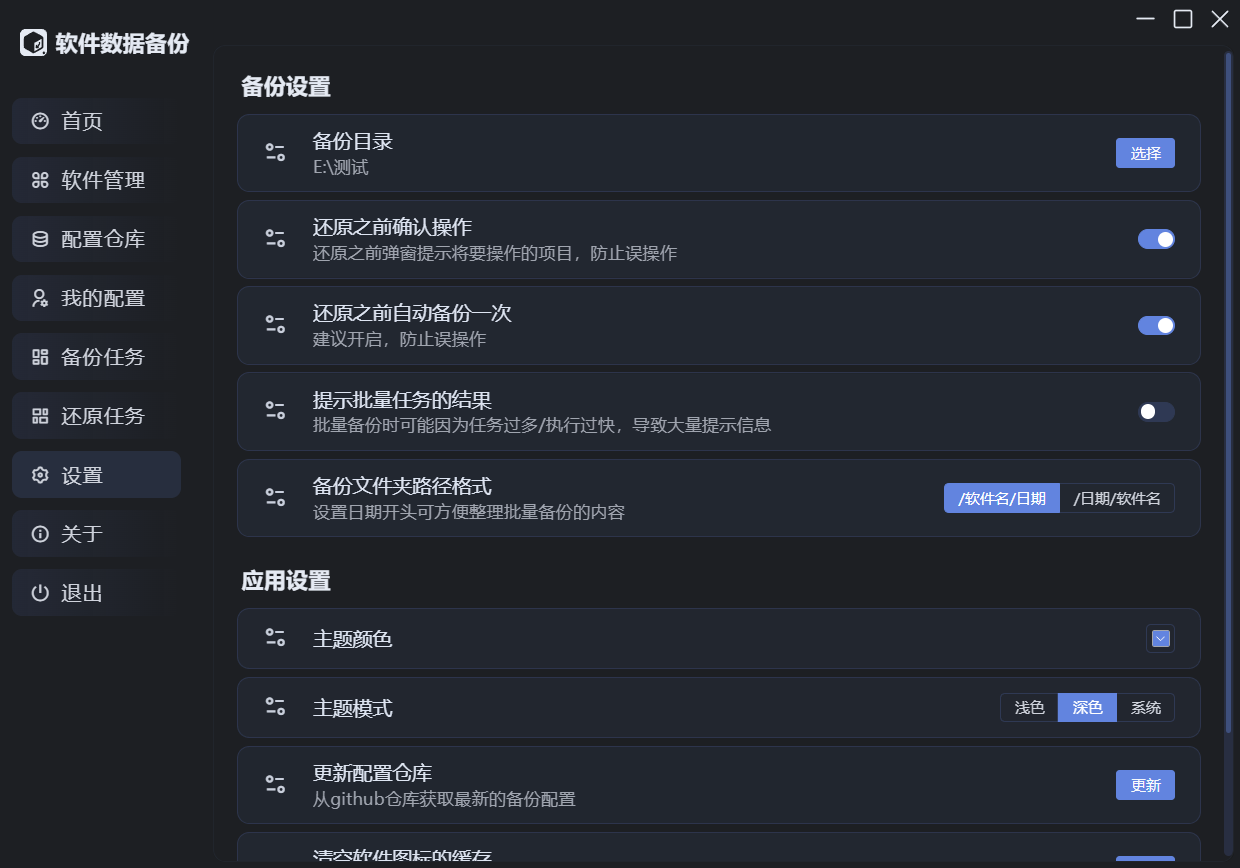 软件数据备份
首页
软件管理
配置仓库
我的配置
备份任务
还原任务
设置
关于
退出
备份设置
备份目录
E:\测试
选择
还原之前确认操作
还原之前弹窗提示将要操作的项目，防止误操作
还原之前自动备份一次
建议开启，防止误操作
提示批量任务的结果
批量备份时可能因为任务过多/执行过快，导致大量提示信息
备份文件夹路径格式
设置日期开头可方便整理批量备份的内容
/软件名/日期 /日期/软件名
应用设置
主题颜色
主题模式
浅色 深色 系统
更新配置仓库
从github仓库获取最新的备份配置
更新
清空软件图标的缓存